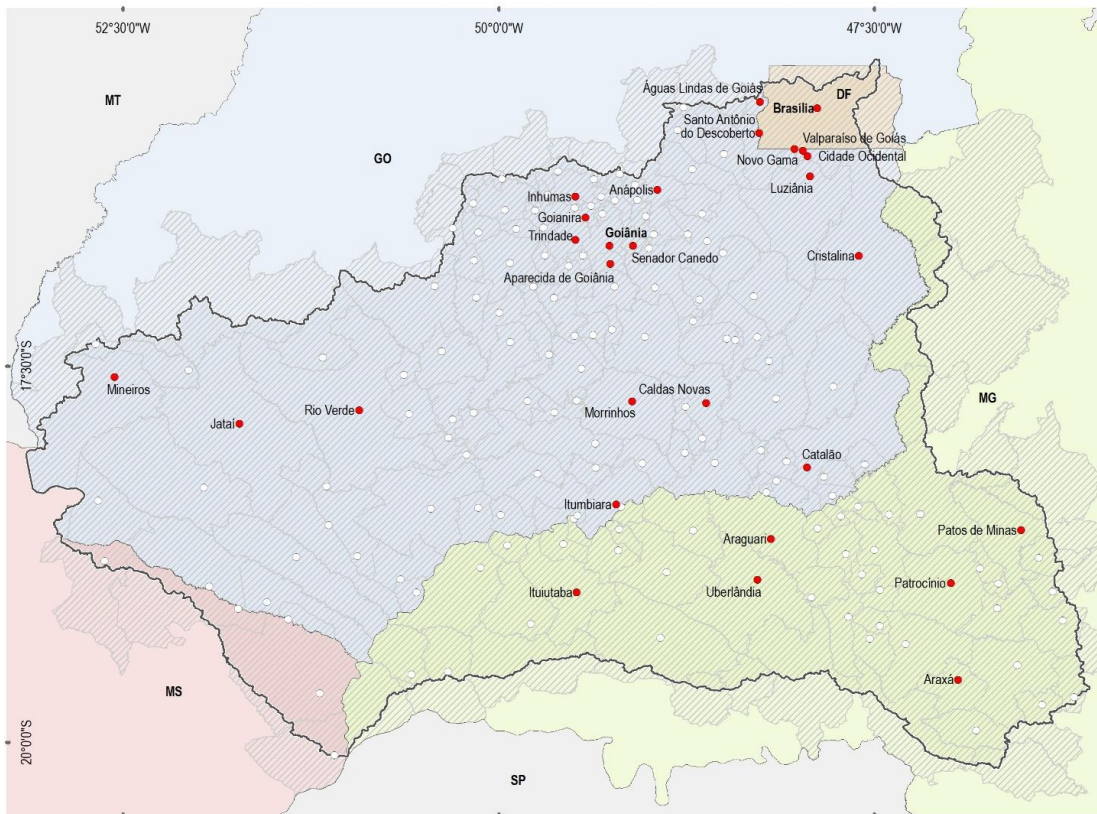 52°30'0"W
50°0'0"W
47°30'0"W
MT
GO
DF
Águas Lindas de Goiás
Brasília
Santo Antônio
do Descoberto
Valparaíso de Goiás
Novo Gama
Cidade Ocidental
Luziânia
Anápolis
Inhumas
Goianira
Trindade
Goiânia
Senador Canedo
Cristalina
Aparecida de Goiânia
17°30'0"S
Mineiros
Jataí
Rio Verde
Caldas Novas
Morrinhos
MG
Catalão
Itumbiara
Patos de Minas
Araguari
Ituiutaba
Uberlândia
Patrocínio
Araxá
MS
20°0'0"S
SP